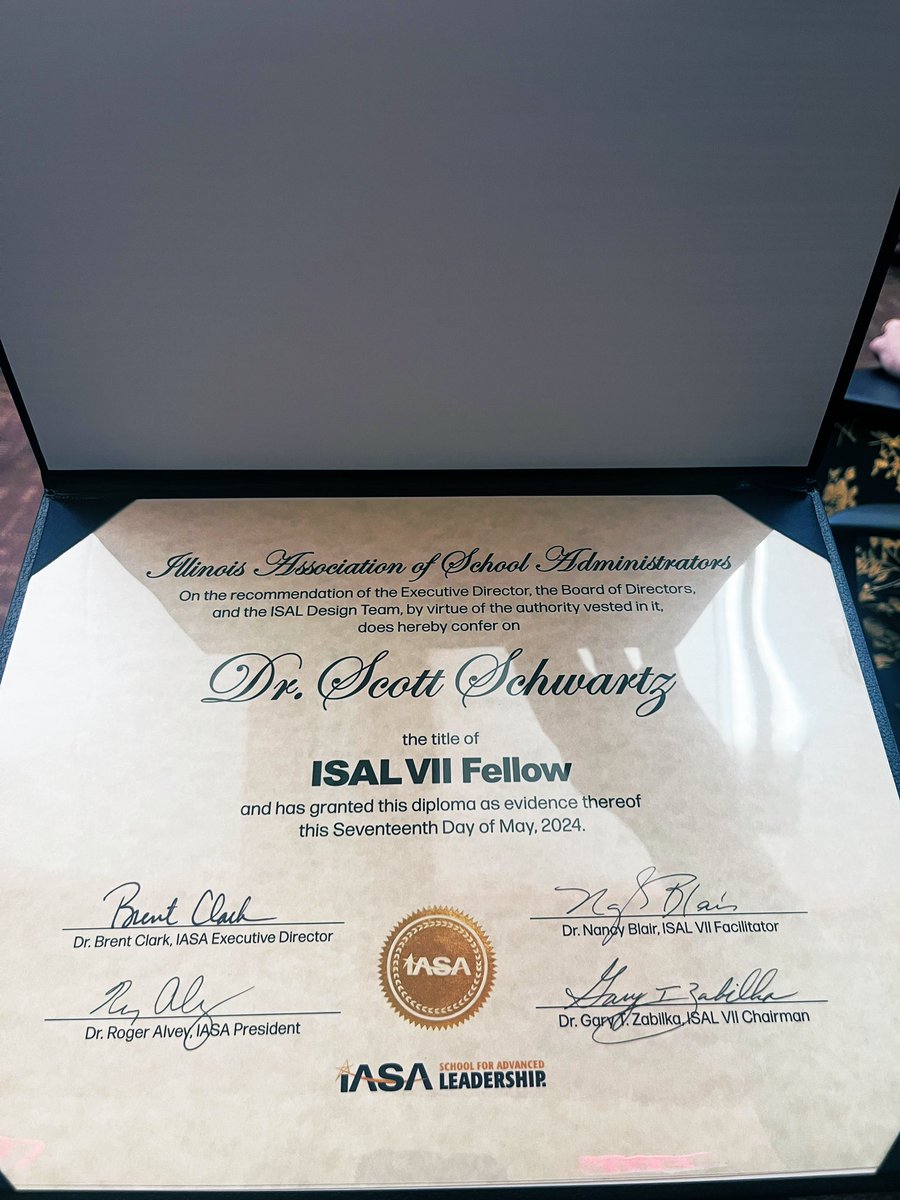 Illinois Association of School Administrators
On the recommendation of the Executive Director, the Board of Directors,
and the ISAL Design Team, by virtue of the authority vested in it,
does hereby confer on
Dr. Scott Schwartz
the title of
ISAL VII Fellow
and has granted this diploma as evidence thereof
this Seventeenth Day of May, 2024.
Brent Clark
Dr. Brent Clark, IASA Executive Director
Blair
Dr. Nancy Blair, ISAL VII Facilitator
Dr. Roger Alvey, IASA President
Gary Zabilka
Dr. Gary T. Zabilka, ISAL VII Chairman
IASA
IASA SCHOOL FOR ADVANCED
LEADERSHIP